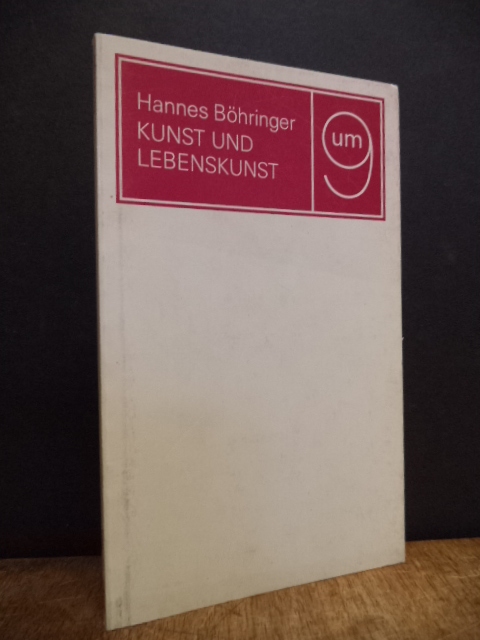 Hannes Böhringer
KUNST UND
LEBENSKUNST
um
9